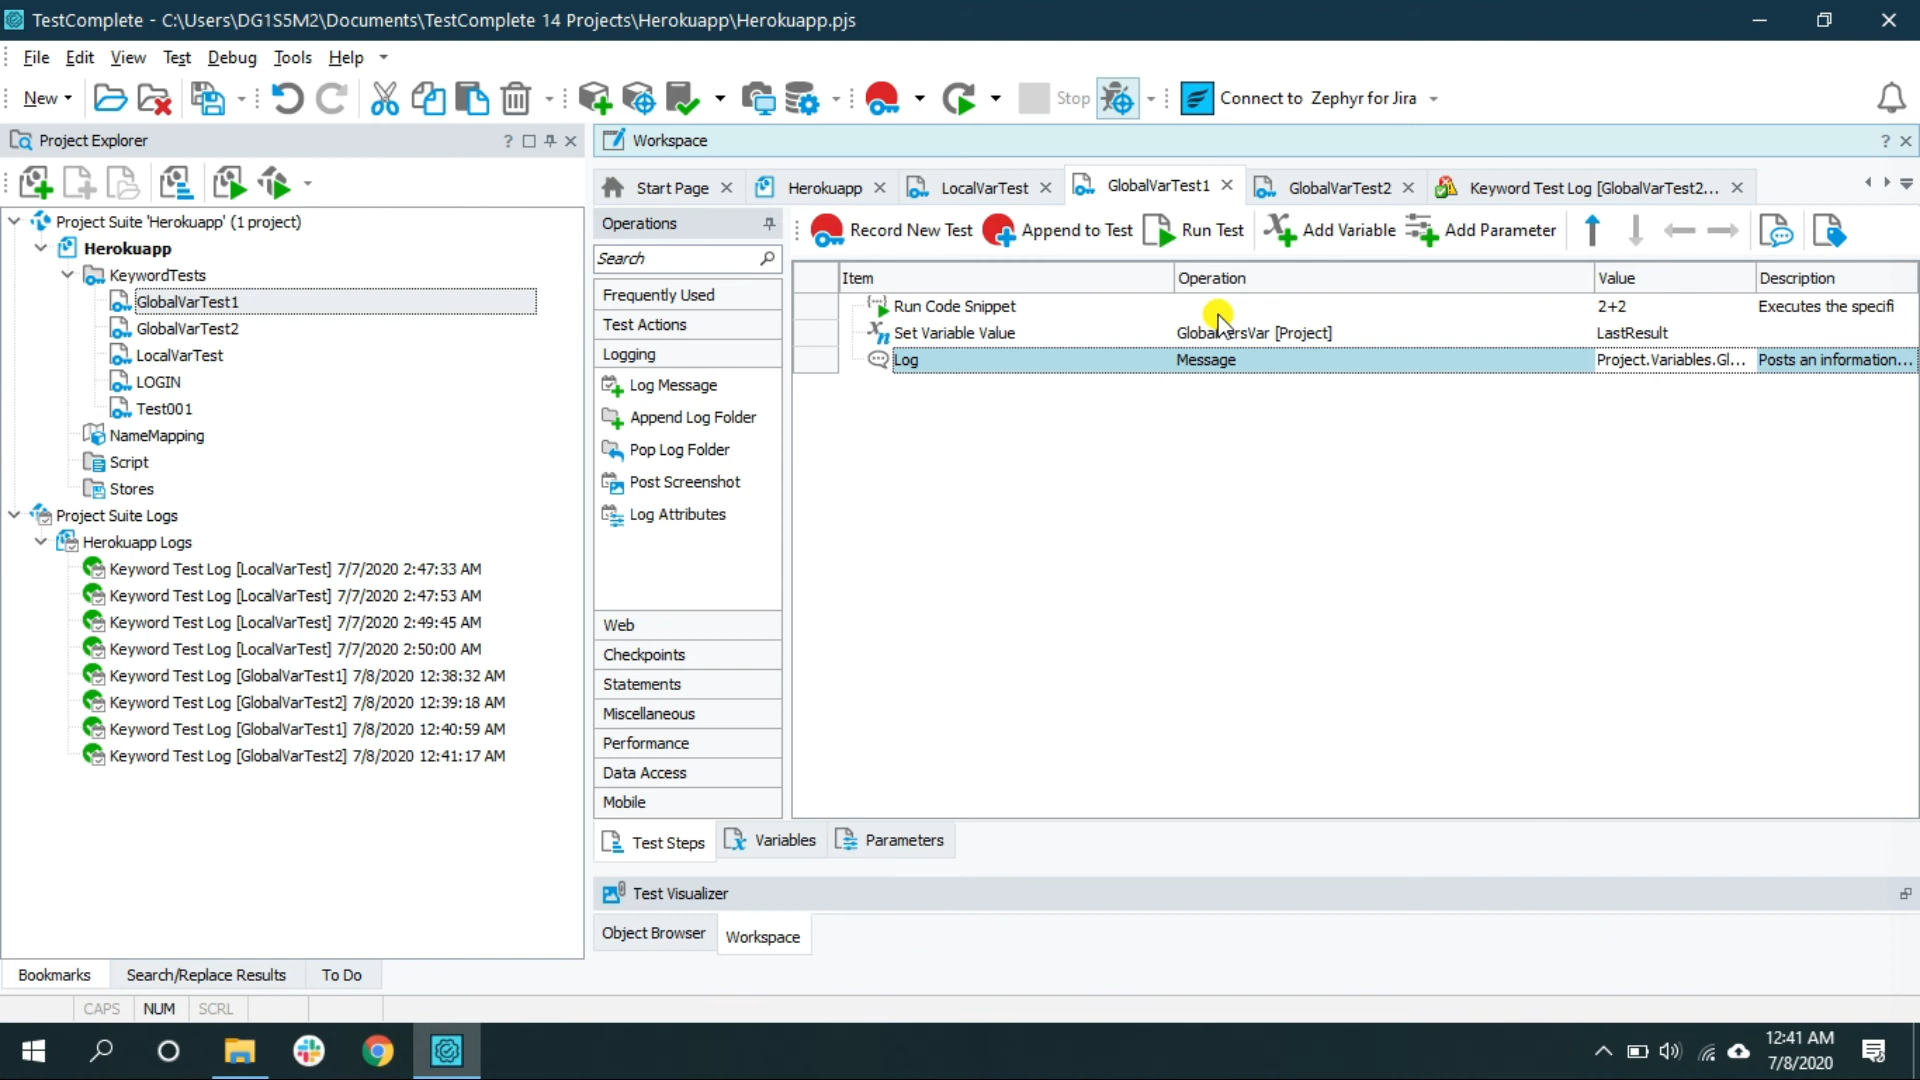 TestComplete - C:\Users\DG1S5M2\Documents\TestComplete 14 Projects\Herokuapp\Herokuapp.pjs
File Edit View Test Debug Tools Help
New Stop Connect to Zephyr for Jira
Project Explorer ?
Workspace ?
Start Page Herokuapp LocalVarTest GlobalVarTest1 GlobalVarTest2 Keyword Test Log [GlobalVarTest2...
Project Suite 'Herokuapp' (1 project)
Herokuapp
KeywordTests
GlobalVarTest1
GlobalVarTest2
LocalVarTest
LOGIN
Test001
NameMapping
Script
Stores
Project Suite Logs
Herokuapp Logs
Keyword Test Log [LocalVarTest] 7/7/2020 2:47:33 AM
Keyword Test Log [LocalVarTest] 7/7/2020 2:47:53 AM
Keyword Test Log [LocalVarTest] 7/7/2020 2:49:45 AM
Keyword Test Log [LocalVarTest] 7/7/2020 2:50:00 AM
Keyword Test Log [GlobalVarTest1] 7/8/2020 12:38:32 AM
Keyword Test Log [GlobalVarTest2] 7/8/2020 12:39:18 AM
Keyword Test Log [GlobalVarTest1] 7/8/2020 12:40:59 AM
Keyword Test Log [GlobalVarTest2] 7/8/2020 12:41:17 AM
Operations
Search
Frequently Used
Test Actions
Logging
Log Message
Append Log Folder
Pop Log Folder
Post Screenshot
Log Attributes
Web
Checkpoints
Statements
Miscellaneous
Performance
Data Access
Mobile
Record New Test Append to Test Run Test Add Variable Add Parameter
Item Operation Value Description
Run Code Snippet 2+2 Executes the specifi
Set Variable Value [Project] LastResult
Log Message Project.Variables.Gl... Posts an information...
Test Steps Variables Parameters
Test Visualizer
Object Browser Workspace
Bookmarks Search/Replace Results To Do
CAPS NUM SCRL
12:41 AM
7/8/2020